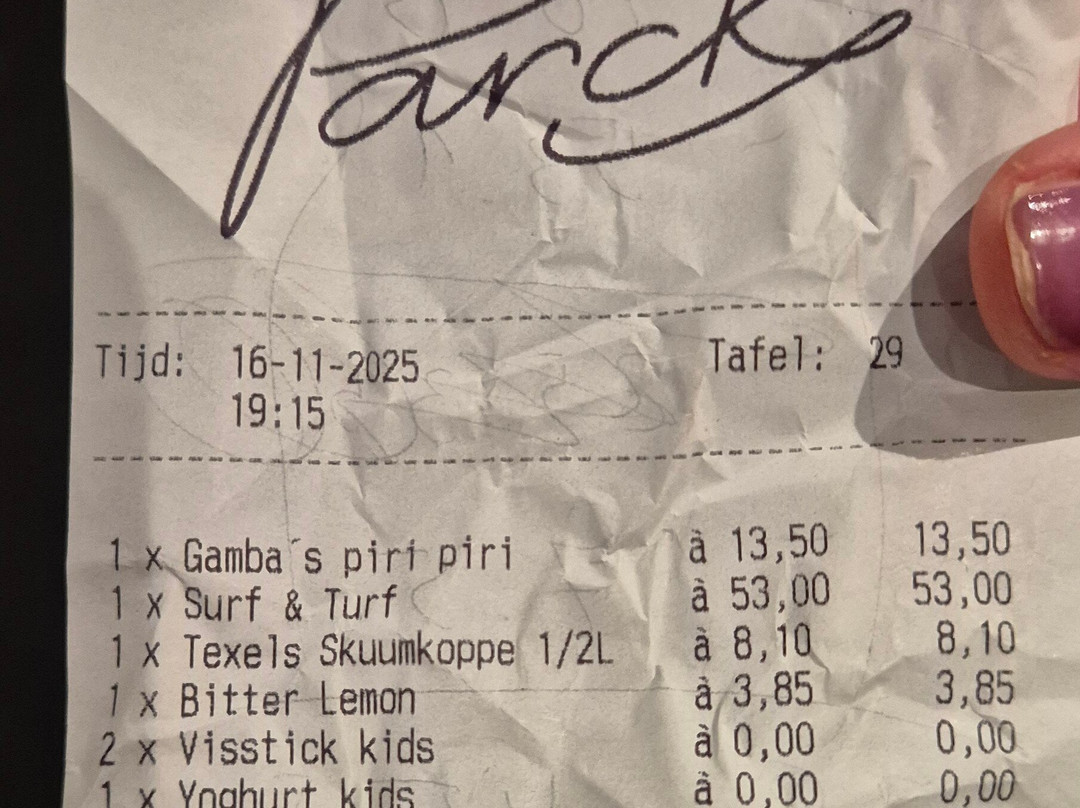 Tijd: 16-11-2025 Tafel: 29
19:15
1 x Gamba´s piri piri à 13,50 13,50
1 x Surf & Turf à 53,00 53,00
1 x Texels Skuumkoppe 1/2L à 8,10 8,10
1 x Bitter Lemon à 3,85 3,85
2 x Visstick kids à 0,00 0,00
1 x Yoghurt kids à 0,00 0,00